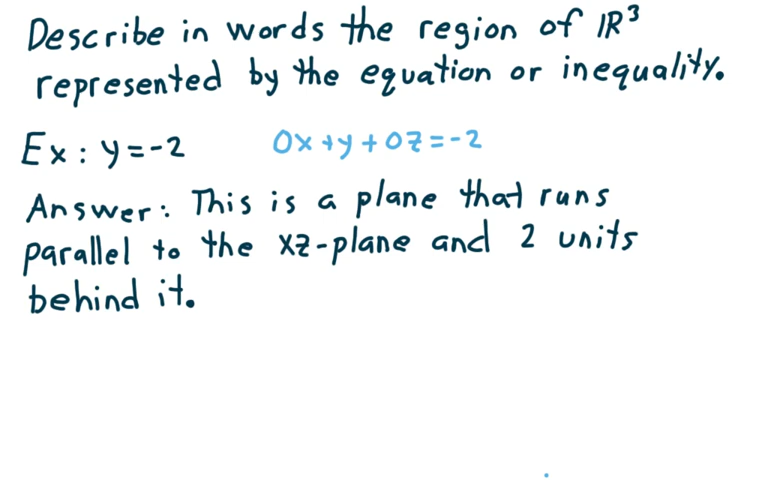 Describe in words the region of ℝ³
represented by the equation or inequality.
Ex: y=-2 0x+y+0z=-2
Answer: This is a plane that runs
parallel to the xz-plane and 2 units
behind it.